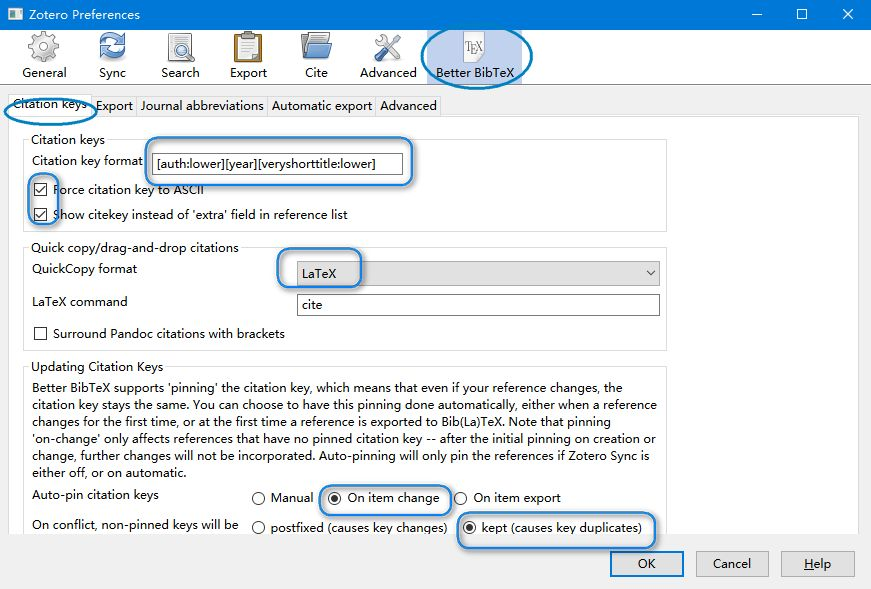 Zotero Preferences
General Sync Search Export Cite Advanced Better BibTeX
TEX
Citation keys Export Journal abbreviations Automatic export Advanced
Citation keys
Citation key format [auth:lower][year][veryshorttitle:lower]
Force citation key to ASCII
Show citekey instead of 'extra' field in reference list
Quick copy/drag-and-drop citations
QuickCopy format LaTeX
LaTeX command cite
Surround Pandoc citations with brackets
Updating Citation Keys
Better BibTeX supports 'pinning' the citation key, which means that even if your reference changes, the
citation key stays the same. You can choose to have this pinning done automatically, either when a reference
changes for the first time, or at the first time a reference is exported to Bib(La)TeX. Note that pinning
'on-change' only affects references that have no pinned citation key -- after the initial pinning on creation or
change, further changes will not be incorporated. Auto-pinning will only pin the references if Zotero Sync is
either off, or on automatic.
Auto-pin citation keys Manual On item change On item export
On conflict, non-pinned keys will be postfixed (causes key changes) kept (causes key duplicates)
OK Cancel Help